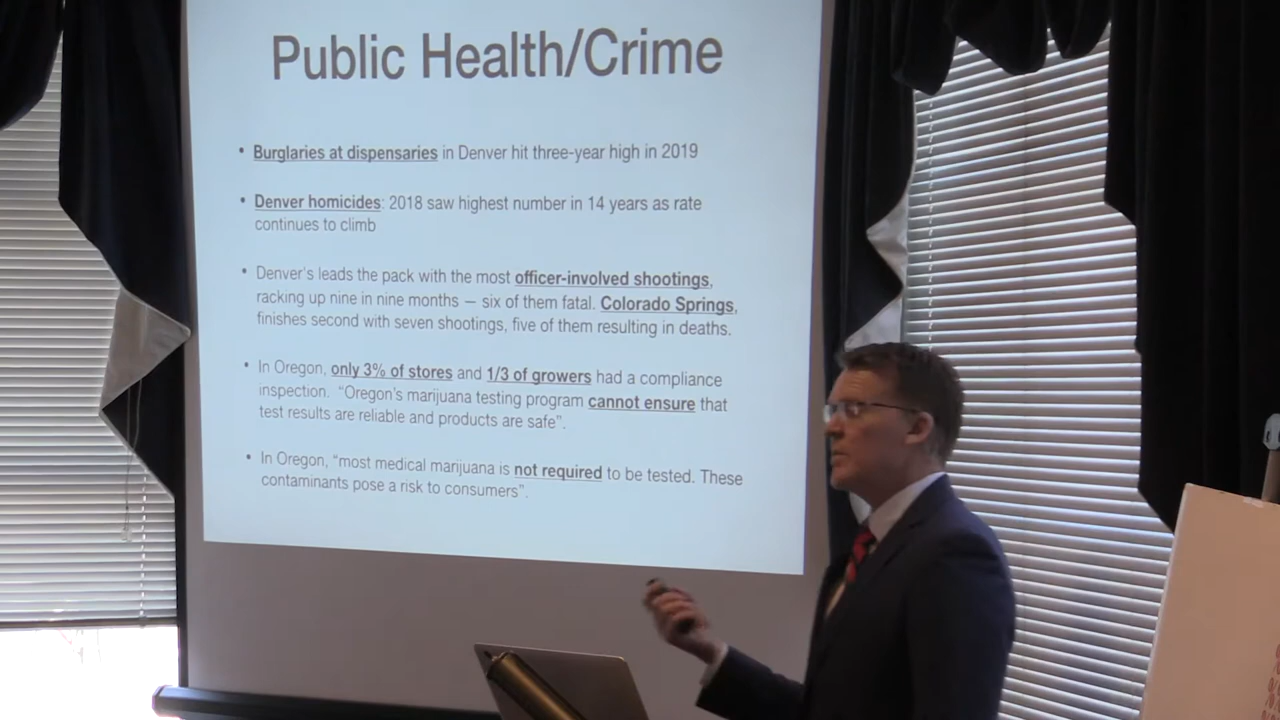 Public Health/Crime
• Burglaries at dispensaries in Denver hit three-year high in 2019
• Denver homicides: 2018 saw highest number in 14 years as rate
continues to climb
• Denver's leads the pack with the most officer-involved shootings,
racking up nine in nine months — six of them fatal. Colorado Springs,
finishes second with seven shootings, five of them resulting in deaths.
• In Oregon, only 3% of stores and 1/3 of growers had a compliance
inspection. “Oregon's marijuana testing program cannot ensure that
test results are reliable and products are safe”.
• In Oregon, “most medical marijuana is not required to be tested. These
contaminants pose a risk to consumers”.